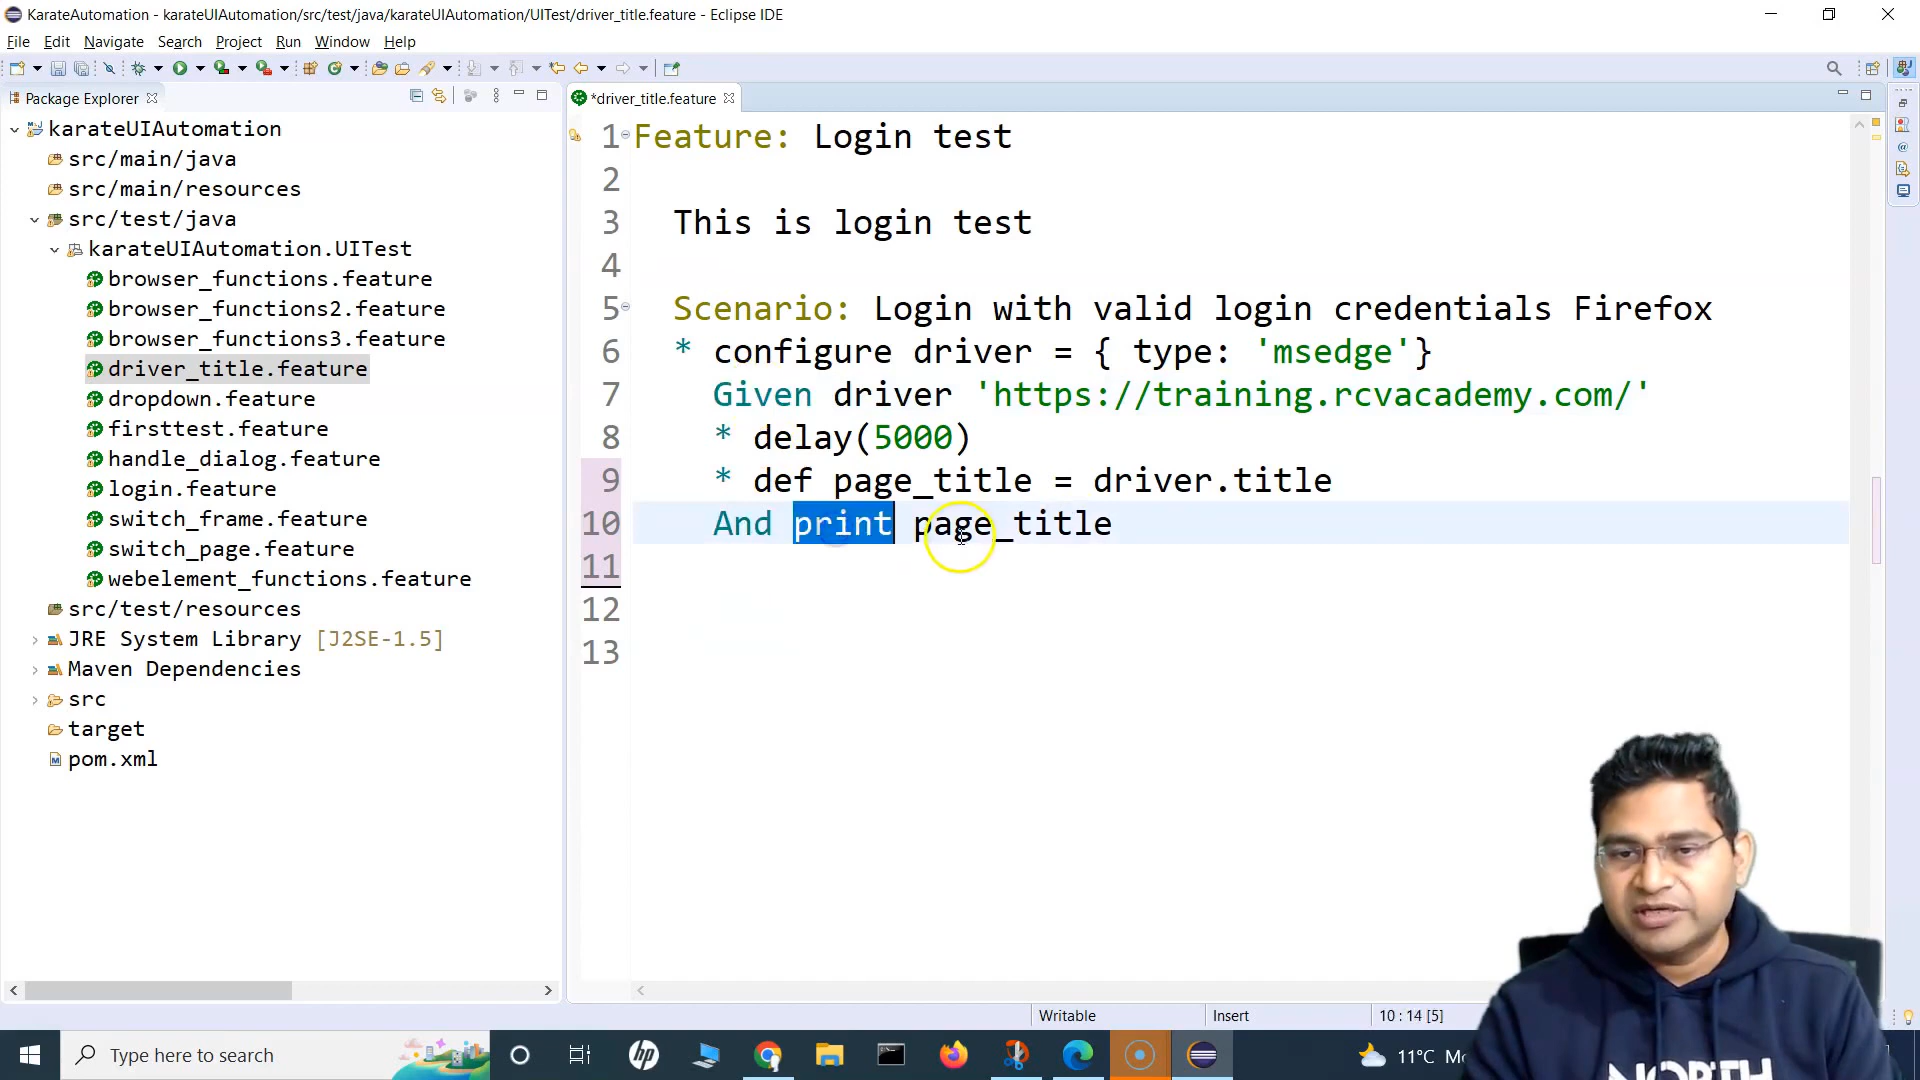 KarateAutomation - karateUIAutomation/src/test/java/karateUIAutomation/UITest/driver_title.feature - Eclipse IDE
File Edit Navigate Search Project Run Window Help
Package Explorer
*driver_title.feature
karateUIAutomation
src/main/java
src/main/resources
src/test/java
karateUIAutomation.UITest
browser_functions.feature
browser_functions2.feature
browser_functions3.feature
driver_title.feature
dropdown.feature
firsttest.feature
handle_dialog.feature
login.feature
switch_frame.feature
switch_page.feature
webelement_functions.feature
src/test/resources
JRE System Library [J2SE-1.5]
Maven Dependencies
src
target
pom.xml
1 Feature: Login test
2
3 This is login test
4
5 Scenario: Login with valid login credentials Firefox
6 * configure driver = { type: 'msedge'}
7 Given driver 'https://training.rcvacademy.com/'
8 * delay(5000)
9 * def page_title = driver.title
10 And print page_title
11
12
13
Writable Insert 10 : 14 [5]
Type here to search
hp
11°C
NORTH